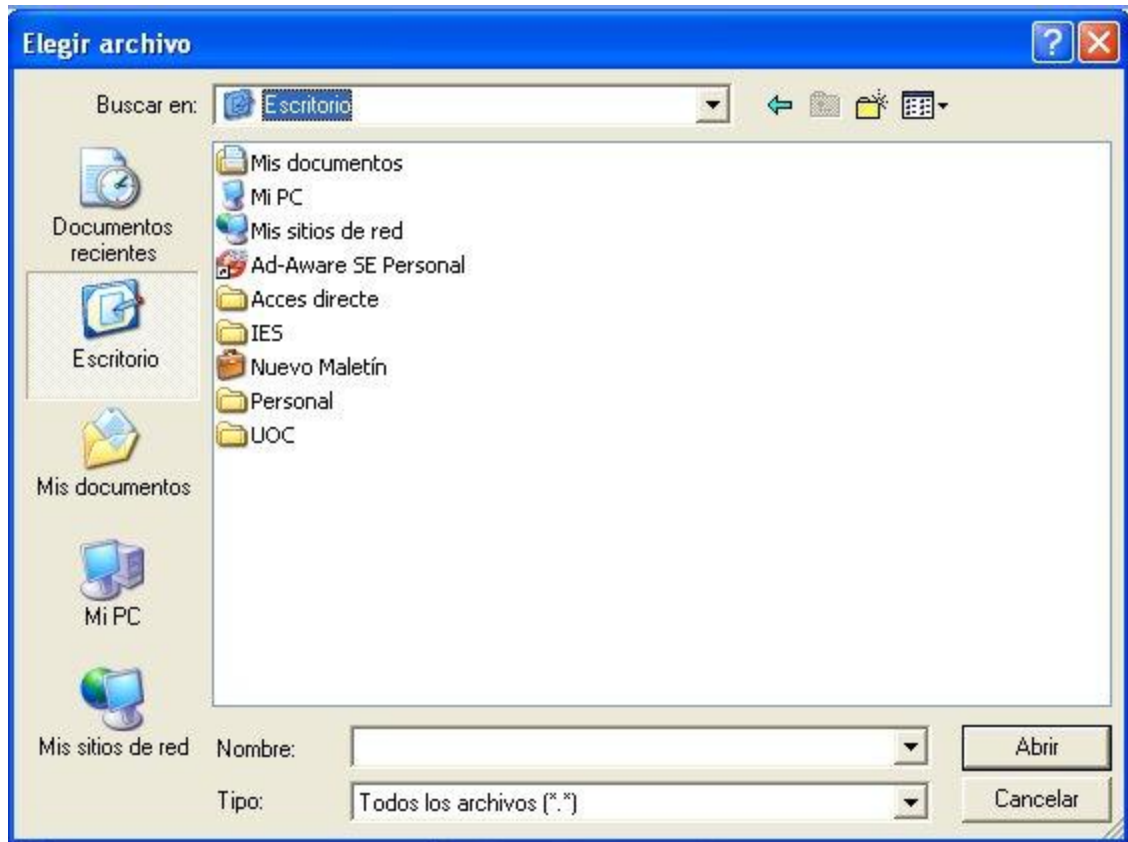 Elegir archivo
Buscar en: Escritorio
Documentos
recientes
Escritorio
Mis documentos
Mi PC
Mis sitios de red
Mis documentos
Mi PC
Mis sitios de red
Ad-Aware SE Personal
Acces directe
IES
Nuevo Maletín
Personal
UOC
Nombre:
Abrir
Tipo: Todos los archivos (*.*)
Cancelar